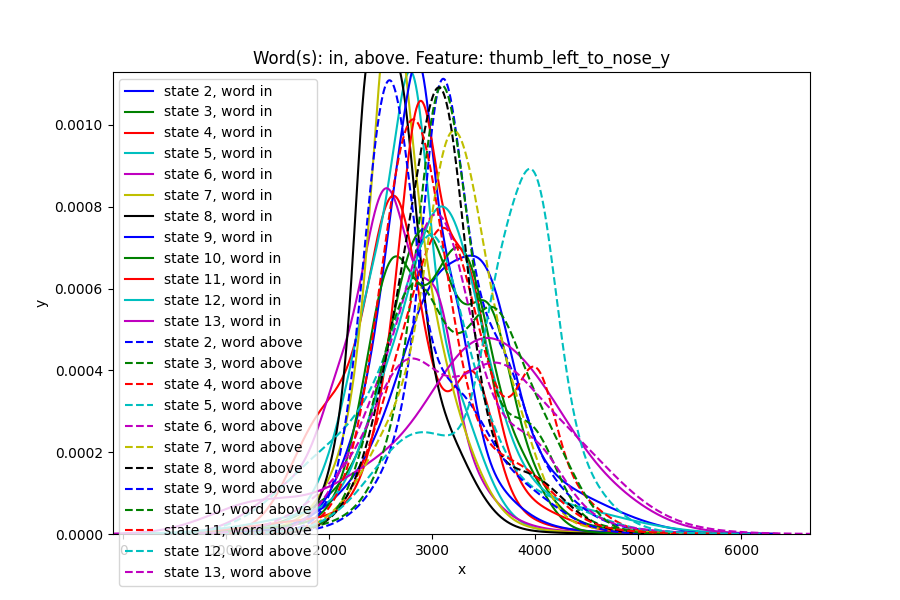 Word(s): in, above. Feature: thumb_left_to_nose_y
y
0.0010
0.0008
0.0006
0.0004
0.0002
0.0000
state 2, word in
state 3, word in
state 4, word in
state 5, word in
state 6, word in
state 7, word in
state 8, word in
state 9, word in
state 10, word in
state 11, word in
state 12, word in
state 13, word in
state 2, word above
state 3, word above
state 4, word above
state 5, word above
state 6, word above
state 7, word above
state 8, word above
state 9, word above
state 10, word above
state 11, word above
state 12, word above
state 13, word above
0 1000 2000 3000 4000 5000 6000
x